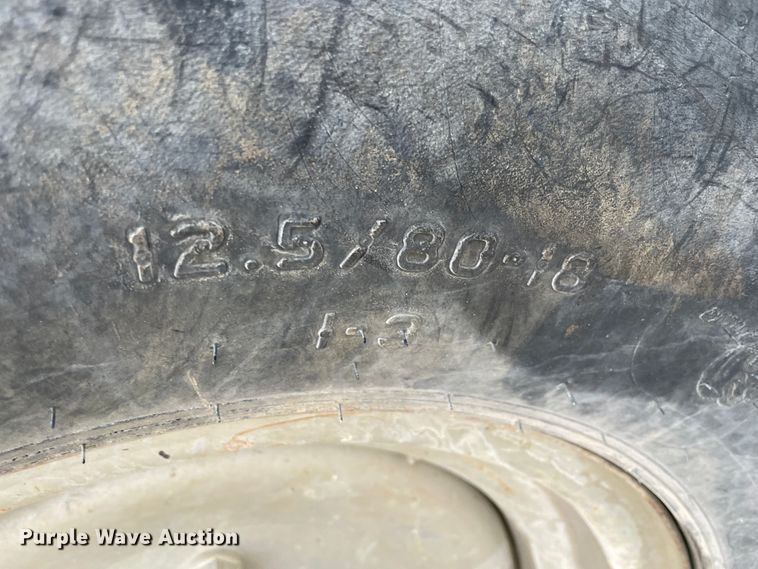 12.5/80-18
I-3
Purple Wave Auction